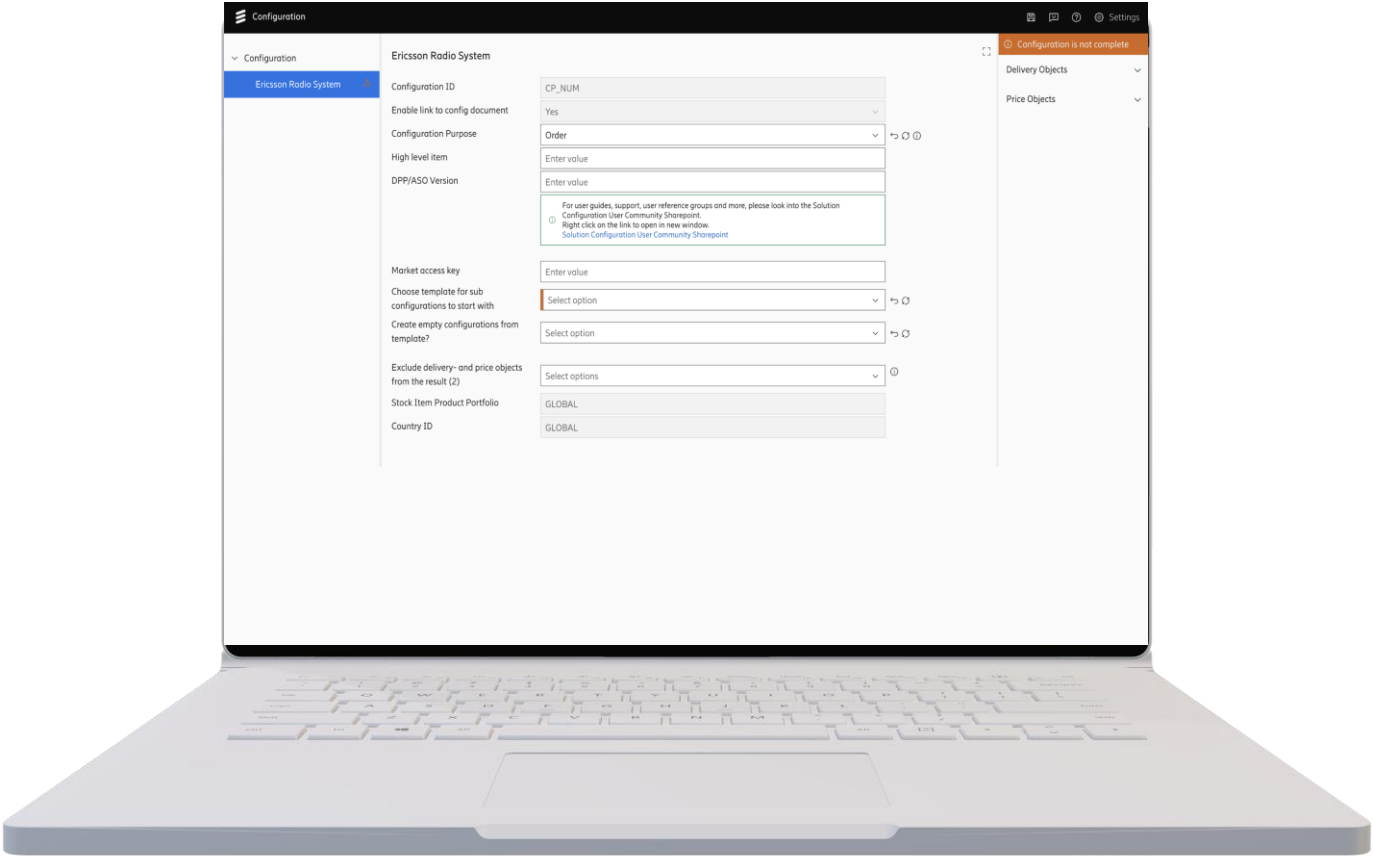 Configuration
Settings
Configuration
Ericsson Radio System
Ericsson Radio System
Configuration ID
CP_NUM
Enable link to config document
Yes
Configuration Purpose
Order
High level item
Enter value
DPP/ASO Version
Enter value
For user guides, support, user reference groups and more, please look into the Solution
Configuration User Community Sharepoint.
Right click on the link to open in new window.
Solution Configuration User Community Sharepoint
Market access key
Enter value
Choose template for sub
configurations to start with
Select option
Create empty configurations from
template?
Select option
Exclude delivery- and price objects
from the result (2)
Select options
Stock Item Product Portfolio
GLOBAL
Country ID
GLOBAL
Configuration is not complete
Delivery Objects
Price Objects